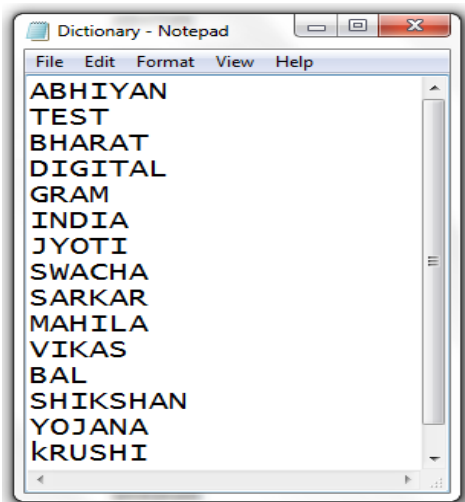 Dictionary - Notepad
File Edit Format View Help
ABHIYAN
TEST
BHARAT
DIGITAL
GRAM
INDIA
JYOTI
SWACHA
SARKAR
MAHILA
VIKAS
BAL
SHIKSHAN
YOJANA
kRUSHI